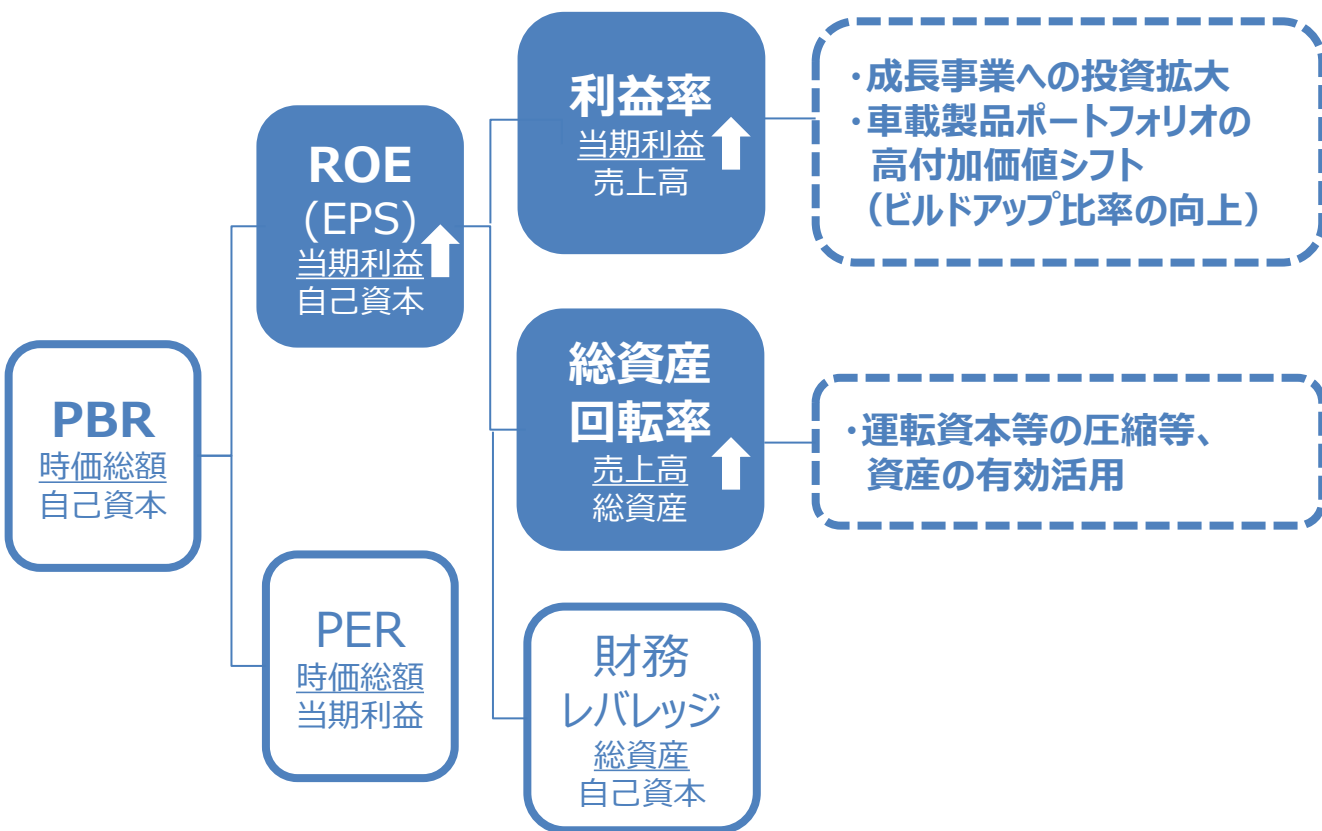 PBR
時価総額
自己資本
ROE
(EPS)
当期利益
自己資本
PER
時価総額
当期利益
利益率
当期利益
売上高
総資産
回転率
売上高
総資産
財務
レバレッジ
総資産
自己資本
・成長事業への投資拡大
・車載製品ポートフォリオの
高付加価値シフト
（ビルドアップ比率の向上）
・運転資本等の圧縮等、
資産の有効活用